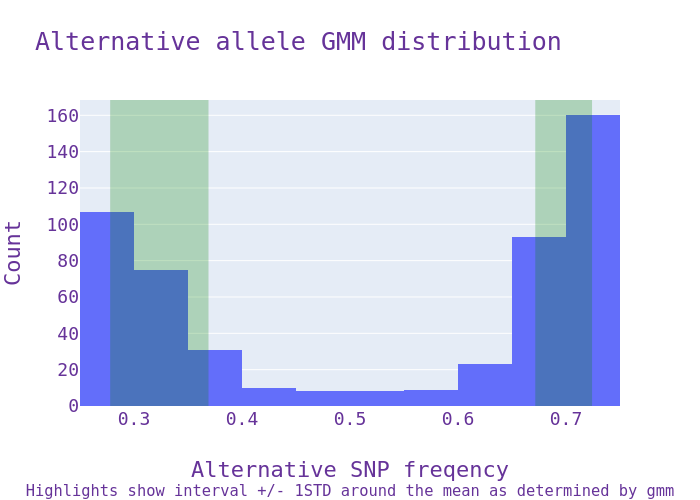 Alternative allele GMM distribution
160
140
120
100
80
60
40
20
0
Count
0.3 0.4 0.5 0.6 0.7
Alternative SNP freqency
Highlights show interval +/- 1STD around the mean as determined by gmm